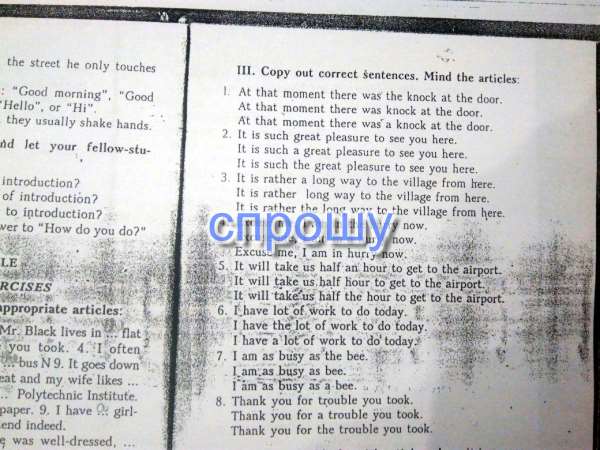 the street he only touches
: "Good morning", "Good
"Hello", or "Hi".
they usually shake hands.
nd let your fellow-stu-
introduction?
of introduction?
to introduction?
wer to "How do you do?"
LE
RCISES
appropriate articles:
Mr. Black lives in ... flat
you took. 4. I often
... bus N 9. It goes down
eat and my wife likes ...
... Polytechnic Institute.
paper. 9. I have girl-
end indeed.
e was well-dressed, ...
III. Copy out correct sentences. Mind the articles:
1. At that moment there was the knock at the door.
At that moment there was knock at the door.
At that moment there was a knock at the door.
2. It is such great pleasure to see you here.
It is such a great pleasure to see you here.
It is such the great pleasure to see you here.
3. It is rather a long way to the village from here.
It is rather long way to the village from here.
It is rather the long way to the village from here.
now.
спрошу
now.
Excuse me, I am in hurry now.
5. It will take us half an hour to get to the airport.
It will take us half hour to get to the airport.
It will take us half the hour to get to the airport.
6. I have lot of work to do today.
I have the lot of work to do today.
I have a lot of work to do today.
7. I am as busy as the bee.
I am as busy as bee.
I am as busy as a bee.
8. Thank you for trouble you took.
Thank you for a trouble you took.
Thank you for the trouble you took.